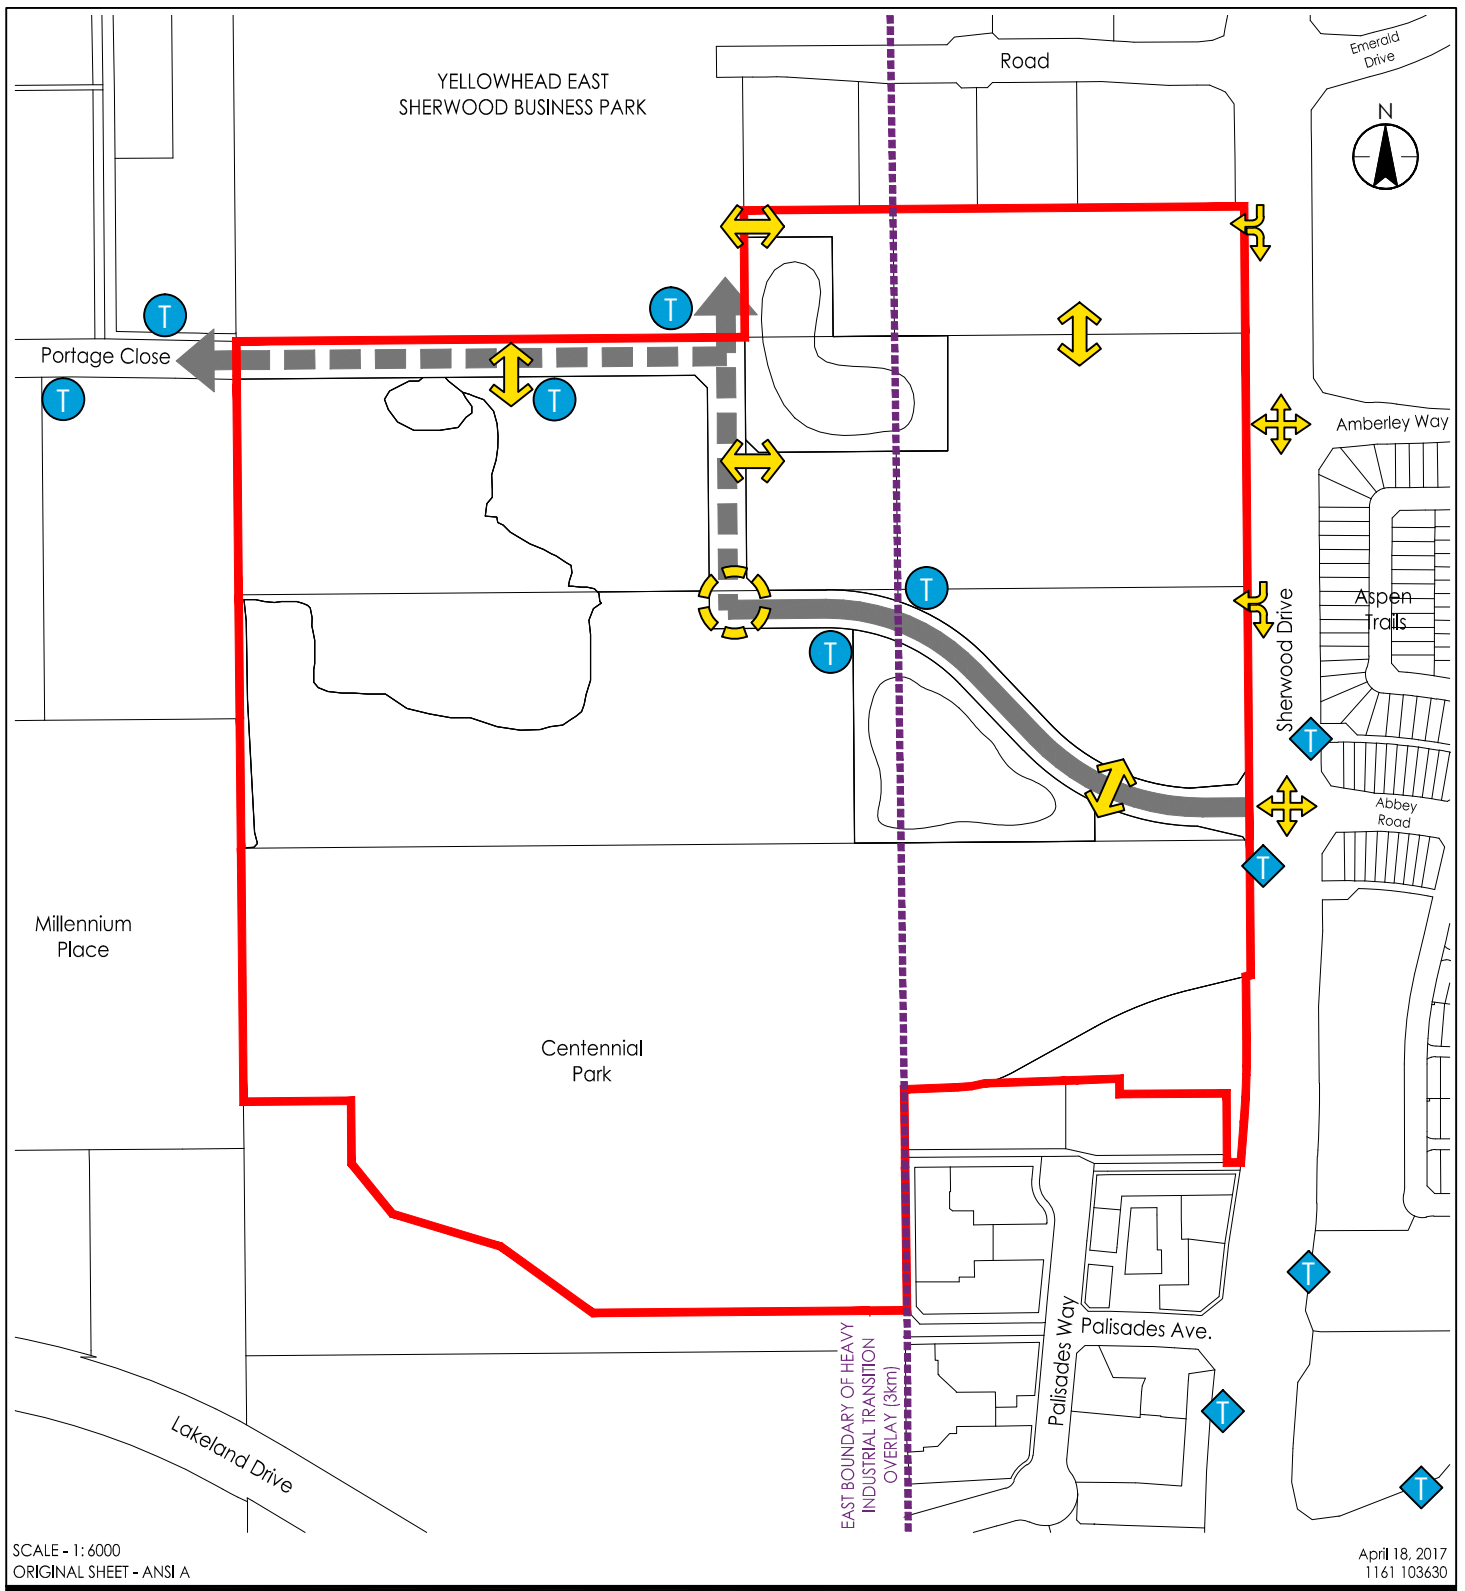 YELLOWHEAD EAST
SHERWOOD BUSINESS PARK
Road
Emerald
Drive
N
T
T
Portage Close
T
T
Amberley Way
T
Aspen
Trails
T
Sherwood Drive
T
Abbey
Road
T
Millennium
Place
Centennial
Park
T
Palisades Ave.
Palisades Way
EAST BOUNDARY OF HEAVY
INDUSTRIAL TRANSITION
OVERLAY (3km)
T
Lakeland Drive
T
SCALE - 1: 6000
ORIGINAL SHEET - ANSI A
April 18, 2017
1161 103630